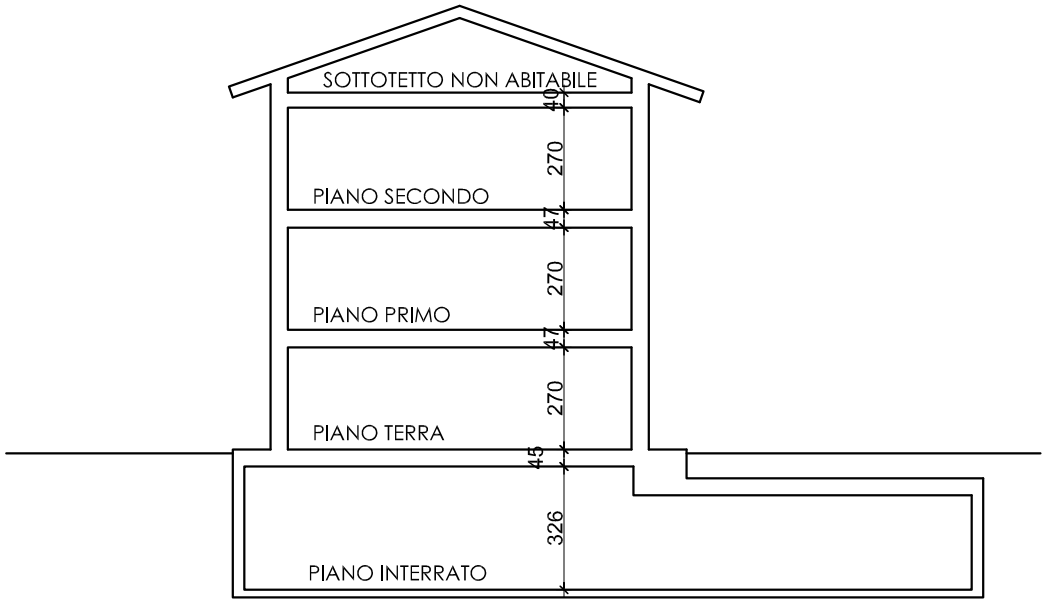 SOTTOTETTO NON ABITABILE
40
270
PIANO SECONDO
47
270
PIANO PRIMO
47
270
PIANO TERRA
45
326
PIANO INTERRATO